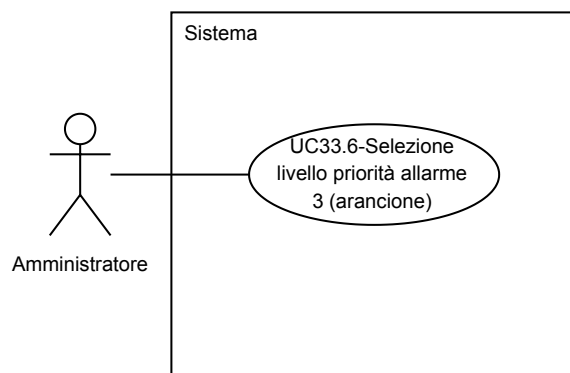 Sistema
UC33.6-Selezione
livello priorità allarme
3 (arancione)
Amministratore